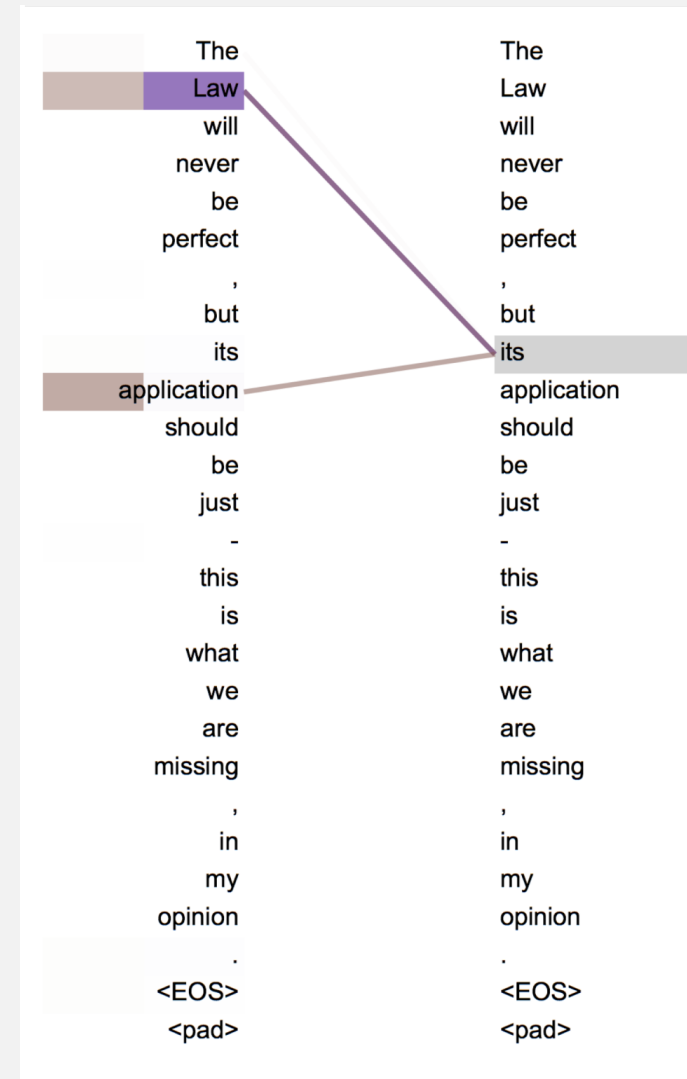 The The
Law Law
will will
never never
be be
perfect perfect
, ,
but but
its its
application application
should should
be be
just just
- -
this this
is is
what what
we we
are are
missing missing
, ,
in in
my my
opinion opinion
. .
<EOS> <EOS>
<pad> <pad>